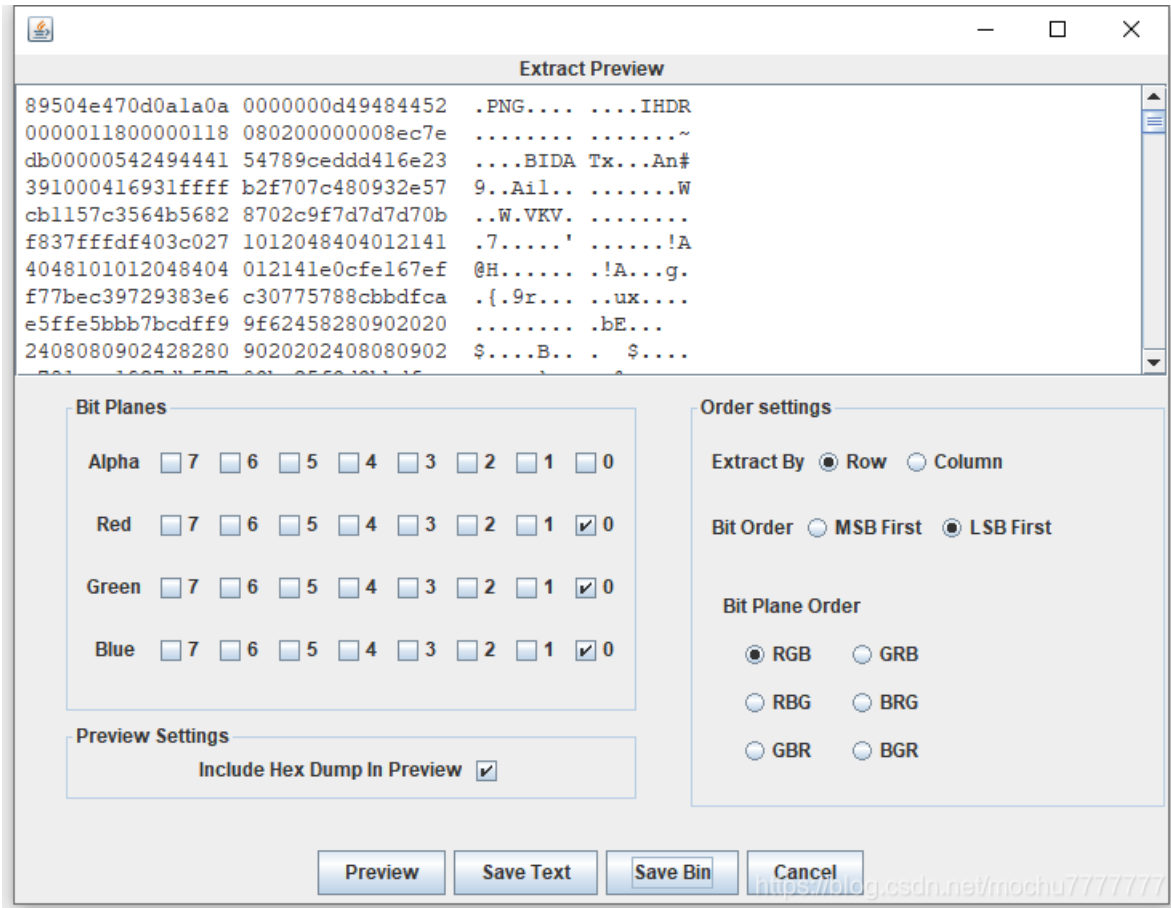 Extract Preview
89504e470d0a1a0a 0000000d49484452 .PNG.... ....IHDR
0000011800000118 080200000008ec7e ........ .......~
db00000542494441 54789ceddd416e23 ....BIDA Tx...An#
391000416931ffff b2f707c480932e57 9..Ai1.. .......W
cb1157c3564b5682 8702c9f7d7d7d70b ..W.VKV. ........
f837fffdf403c027 1012048404012141 .7.....' ......!A
4048101012048404 012141e0cfe167ef @H...... .!A...g.
f77bec39729383e6 c30775788cbbdfca .{.9r... ..ux....
e5ffe5bbb7bcdff9 9f62458280902020 ........ .bE...
2408080902428280 9020202408080902 $....B.. . $....
Bit Planes
Alpha 7 6 5 4 3 2 1 0
Red 7 6 5 4 3 2 1 0
Green 7 6 5 4 3 2 1 0
Blue 7 6 5 4 3 2 1 0
Preview Settings
Include Hex Dump In Preview
Order settings
Extract By Row Column
Bit Order MSB First LSB First
Bit Plane Order
RGB GRB
RBG BRG
GBR BGR
Preview Save Text Save Bin Cancel
https://blog.csdn.net/mochu7777777